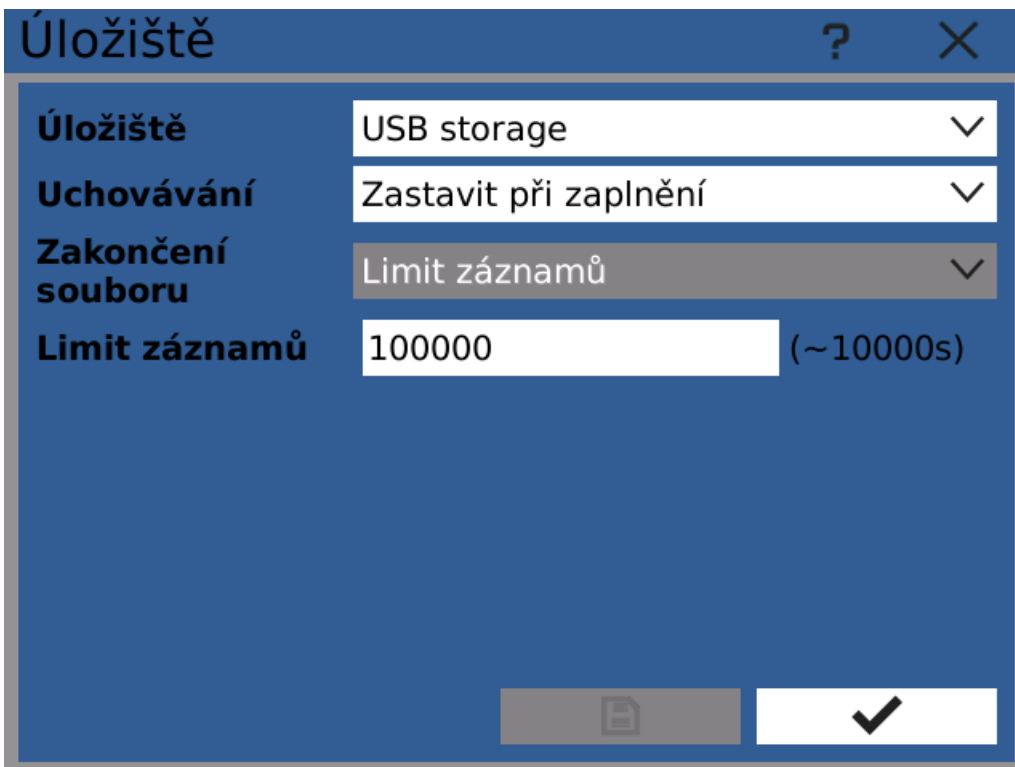 Úložiště ?
Úložiště USB storage
Uchovávání Zastavit při zaplnění
Zakončení
souboru Limit záznamů
Limit záznamů 100000 (~10000s)